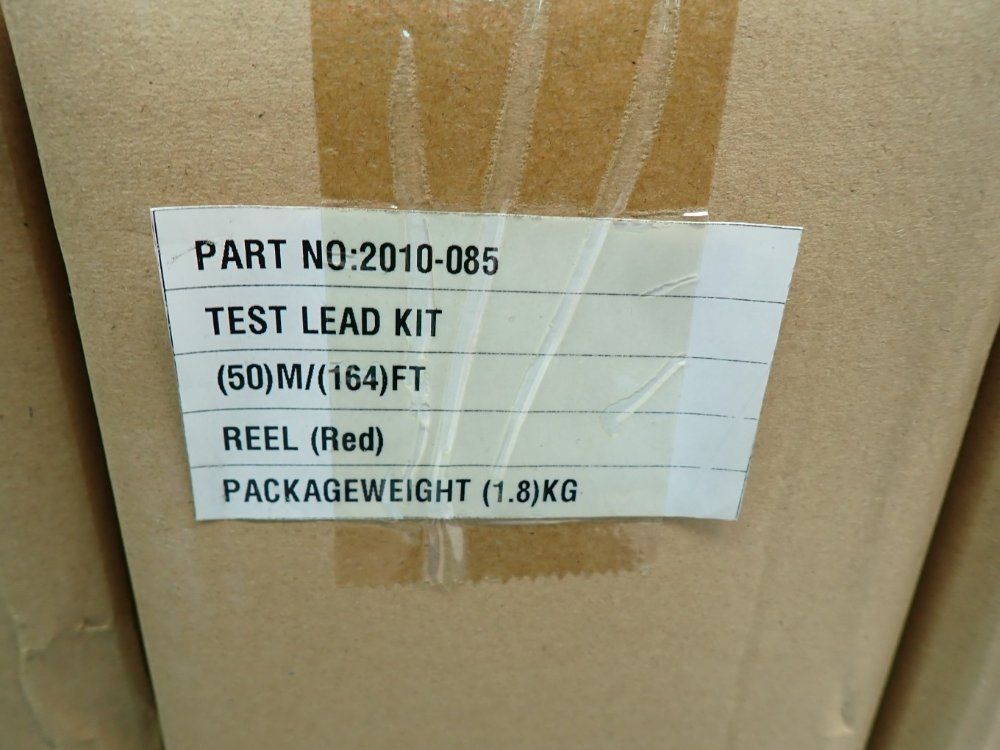 PART NO:2010-085
TEST LEAD KIT
(50)M/(164)FT
REEL (Red)
PACKAGEWEIGHT (1.8)KG